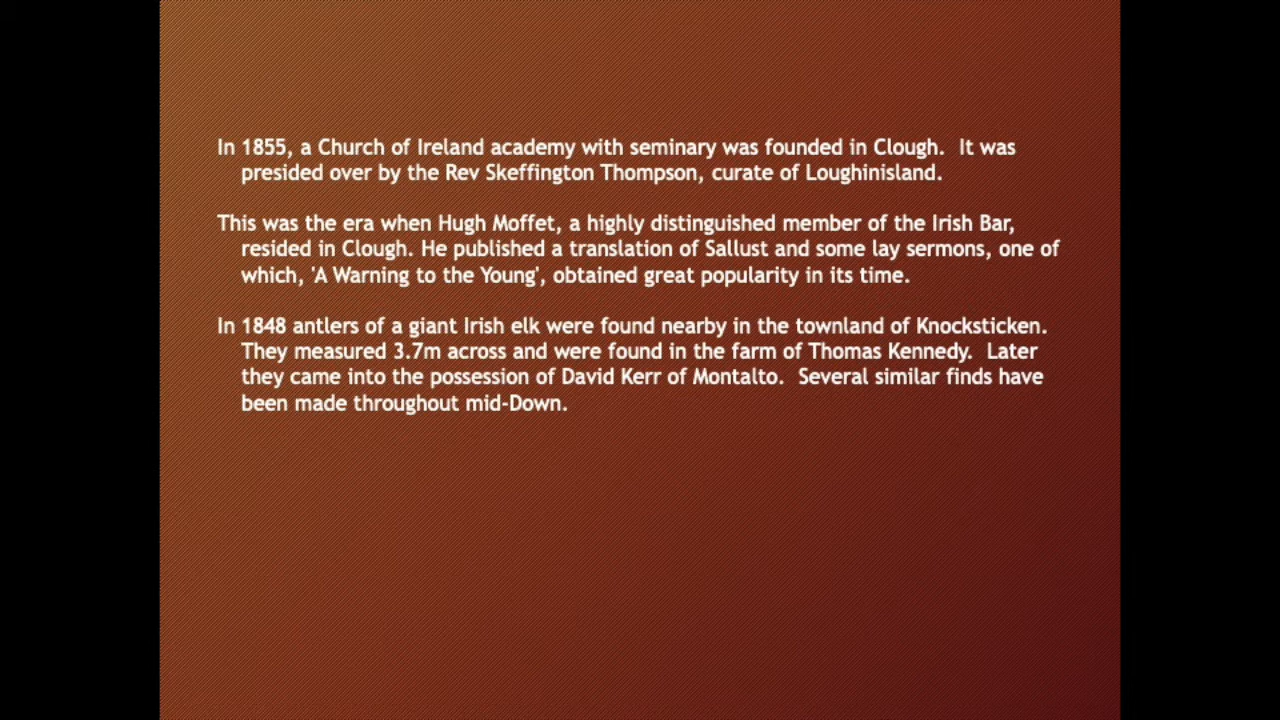 In 1855, a Church of Ireland academy with seminary was founded in Clough.  It was
presided over by the Rev Skeffington Thompson, curate of Loughinisland.
This was the era when Hugh Moffet, a highly distinguished member of the Irish Bar,
resided in Clough. He published a translation of Sallust and some lay sermons, one of
which, 'A Warning to the Young', obtained great popularity in its time.
In 1848 antlers of a giant Irish elk were found nearby in the townland of Knocksticken.
They measured 3.7m across and were found in the farm of Thomas Kennedy.  Later
they came into the possession of David Kerr of Montalto.  Several similar finds have
been made throughout mid-Down.